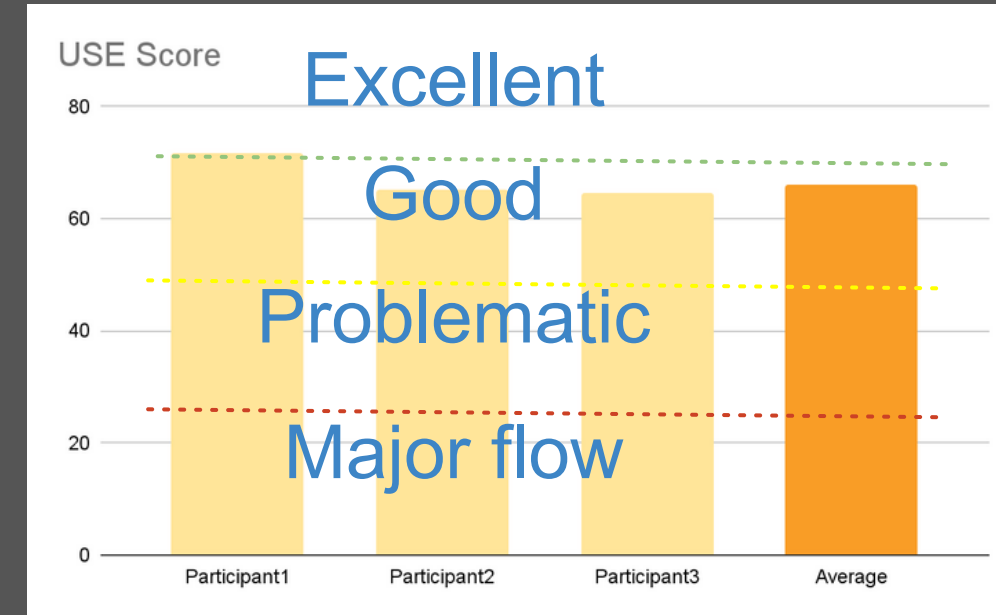 USE Score
Excellent
80
Good
60
Problematic
40
Major flow
20
0
Participant1 Participant2 Participant3 Average